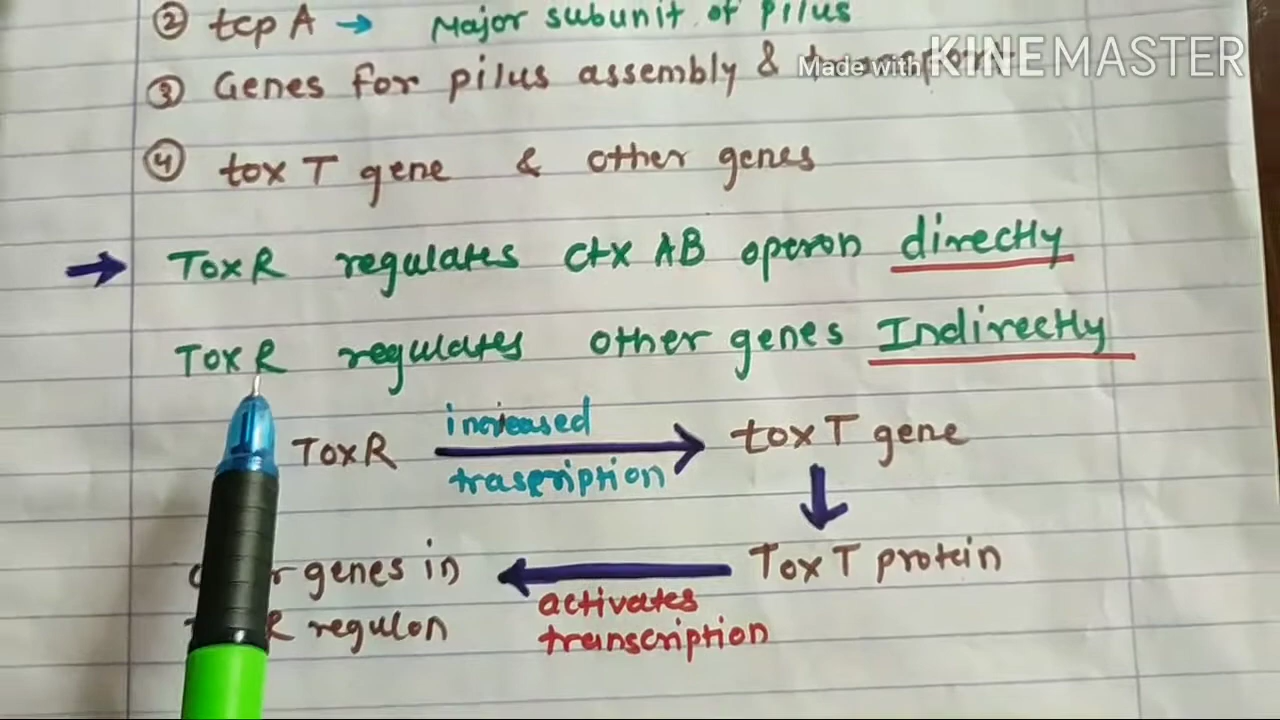 ② tcp A → Major subunit of pilus
③ Genes for pilus assembly &
Made with KINEMASTER
④ tox T gene & other genes
→ ToxR regulates ctx AB operon directly
ToxR regulates other genes Indirectly
ToxR increased trascription → tox T gene
↓
genes in ← activates transcription Tox T protein
R regulon